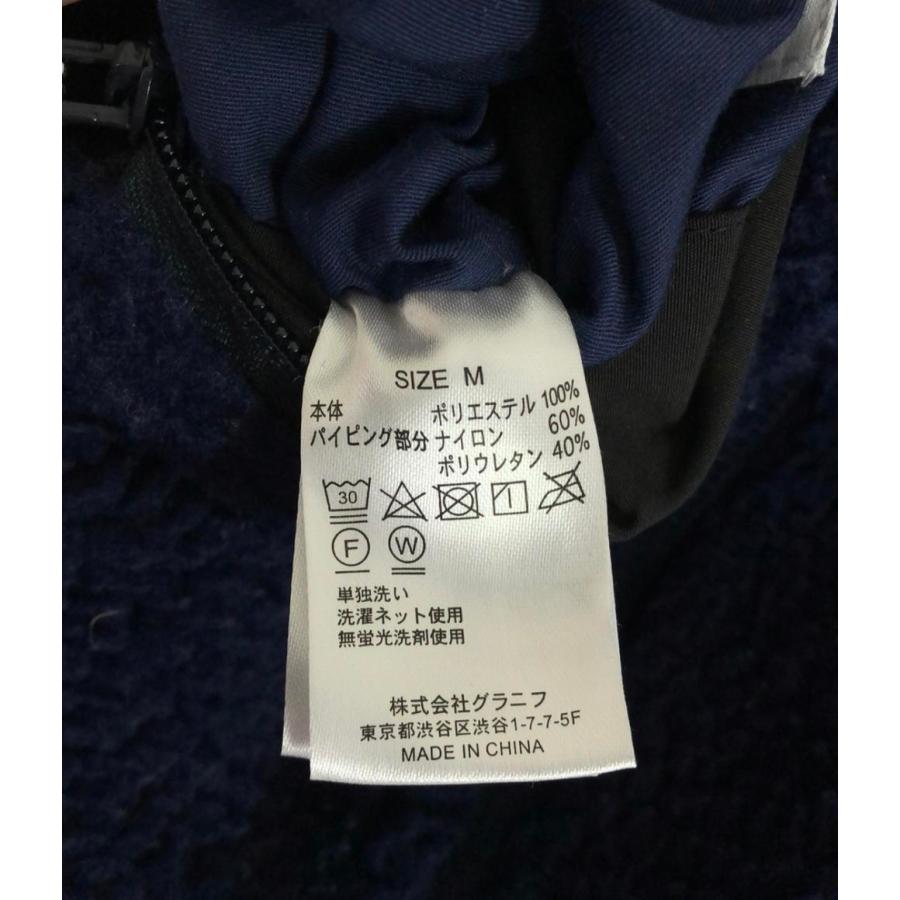 SIZE M
本体 ポリエステル 100%
パイピング部分 ナイロン 60%
ポリウレタン 40%
30
F W
単独洗い
洗濯ネット使用
無蛍光洗剤使用
株式会社グラニフ
東京都渋谷区渋谷1-7-7-5F
MADE IN CHINA